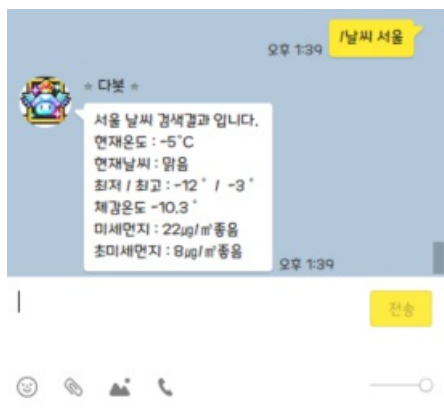 /날씨 서울
오후 1:39
☆ 다봇 ☆
서울 날씨 검색결과 입니다.
현재온도 : -5˚C
현재날씨 : 맑음
최저 / 최고 : -12˚ / -3˚
체감온도 -10.3˚
미세먼지 : 22㎍/㎥좋음
초미세먼지 : 8㎍/㎥좋음
오후 1:39
전송